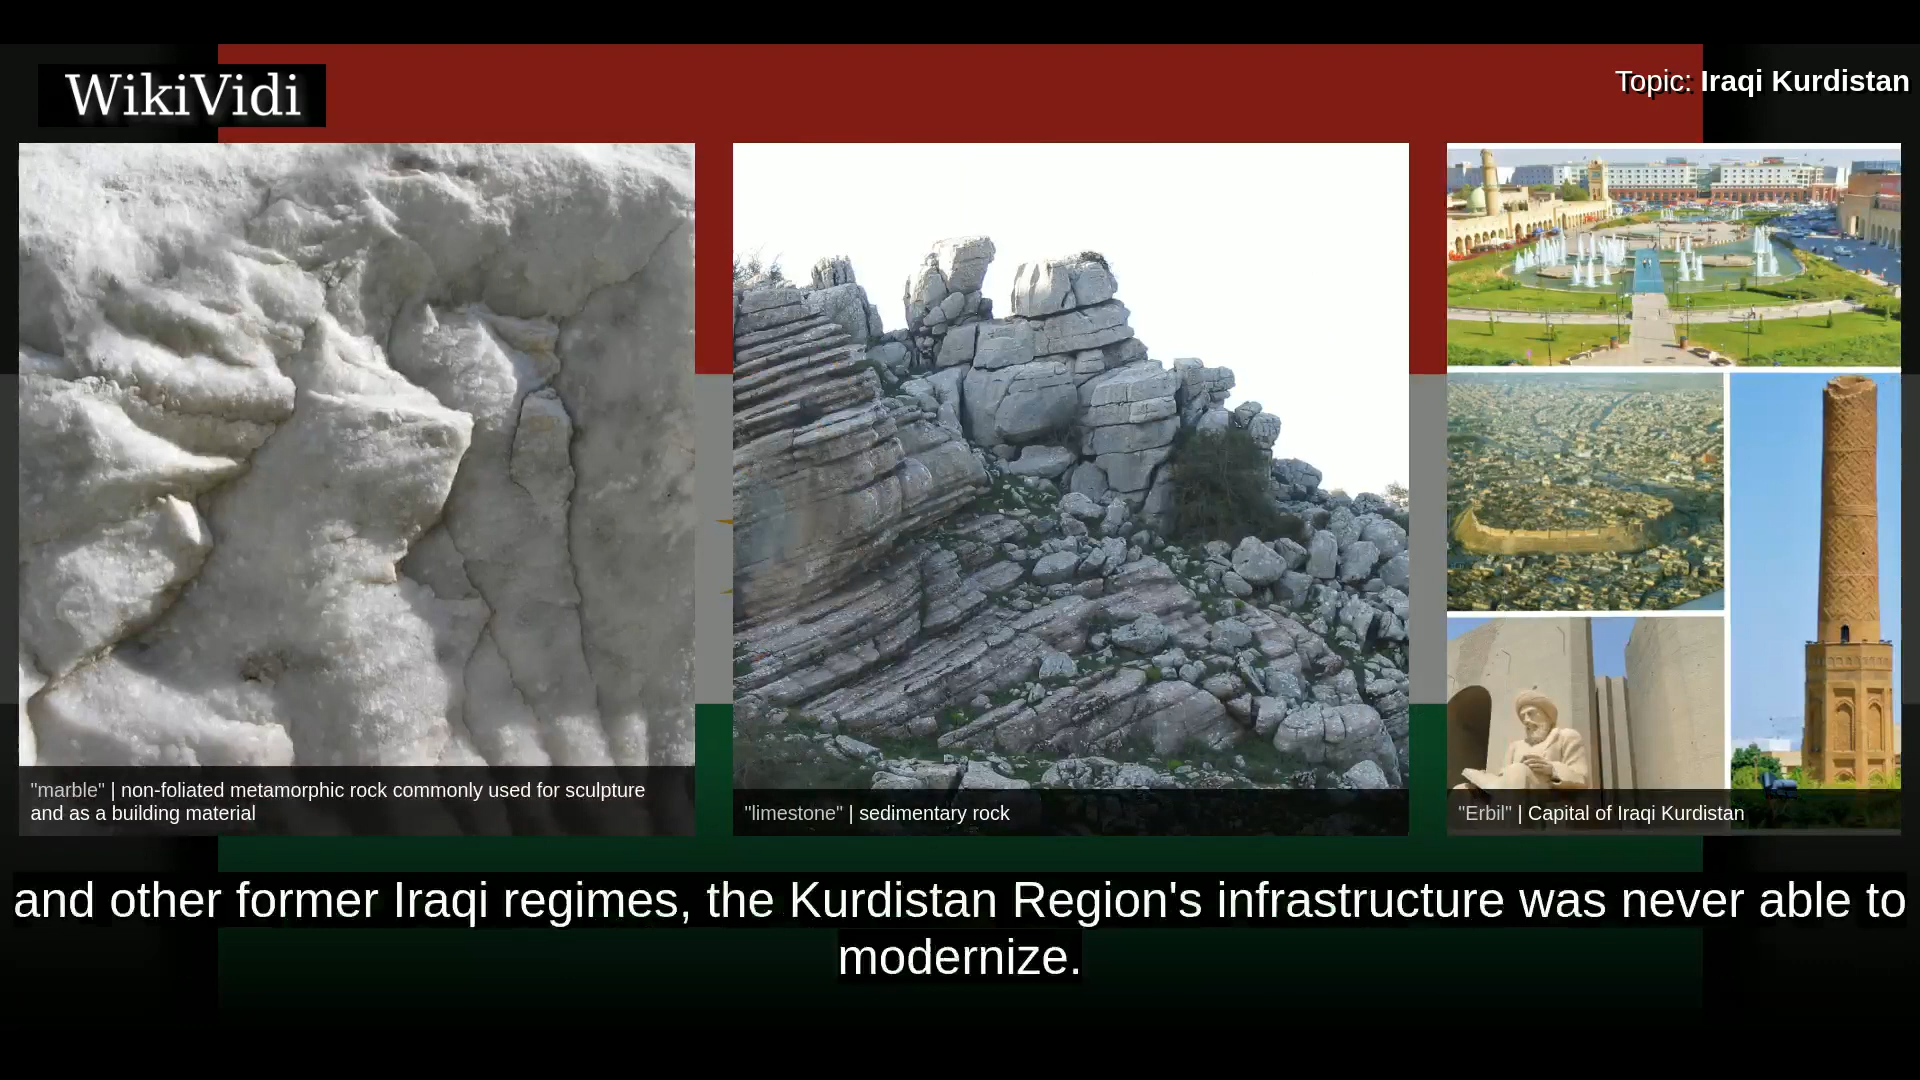 WikiVidi
Topic: Iraqi Kurdistan
"marble" | non-foliated metamorphic rock commonly used for sculpture
and as a building material
"limestone" | sedimentary rock
"Erbil" | Capital of Iraqi Kurdistan
and other former Iraqi regimes, the Kurdistan Region's infrastructure was never able to
modernize.